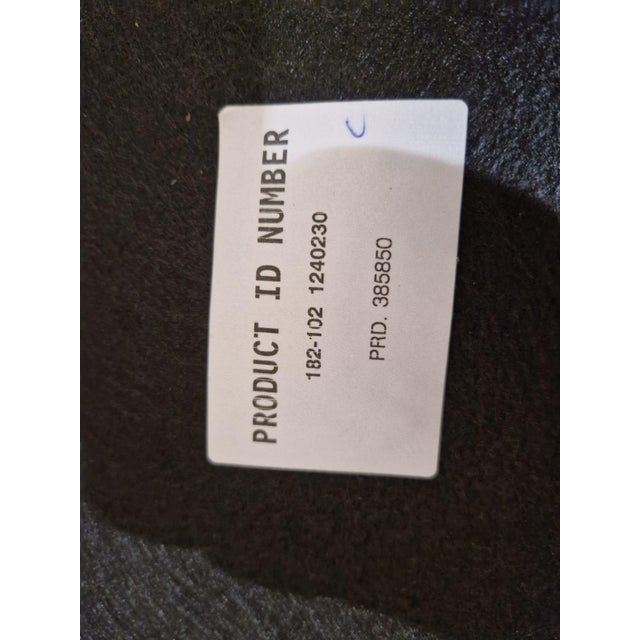 PRODUCT ID NUMBER
182-102 1240230
PRD. 385850
C